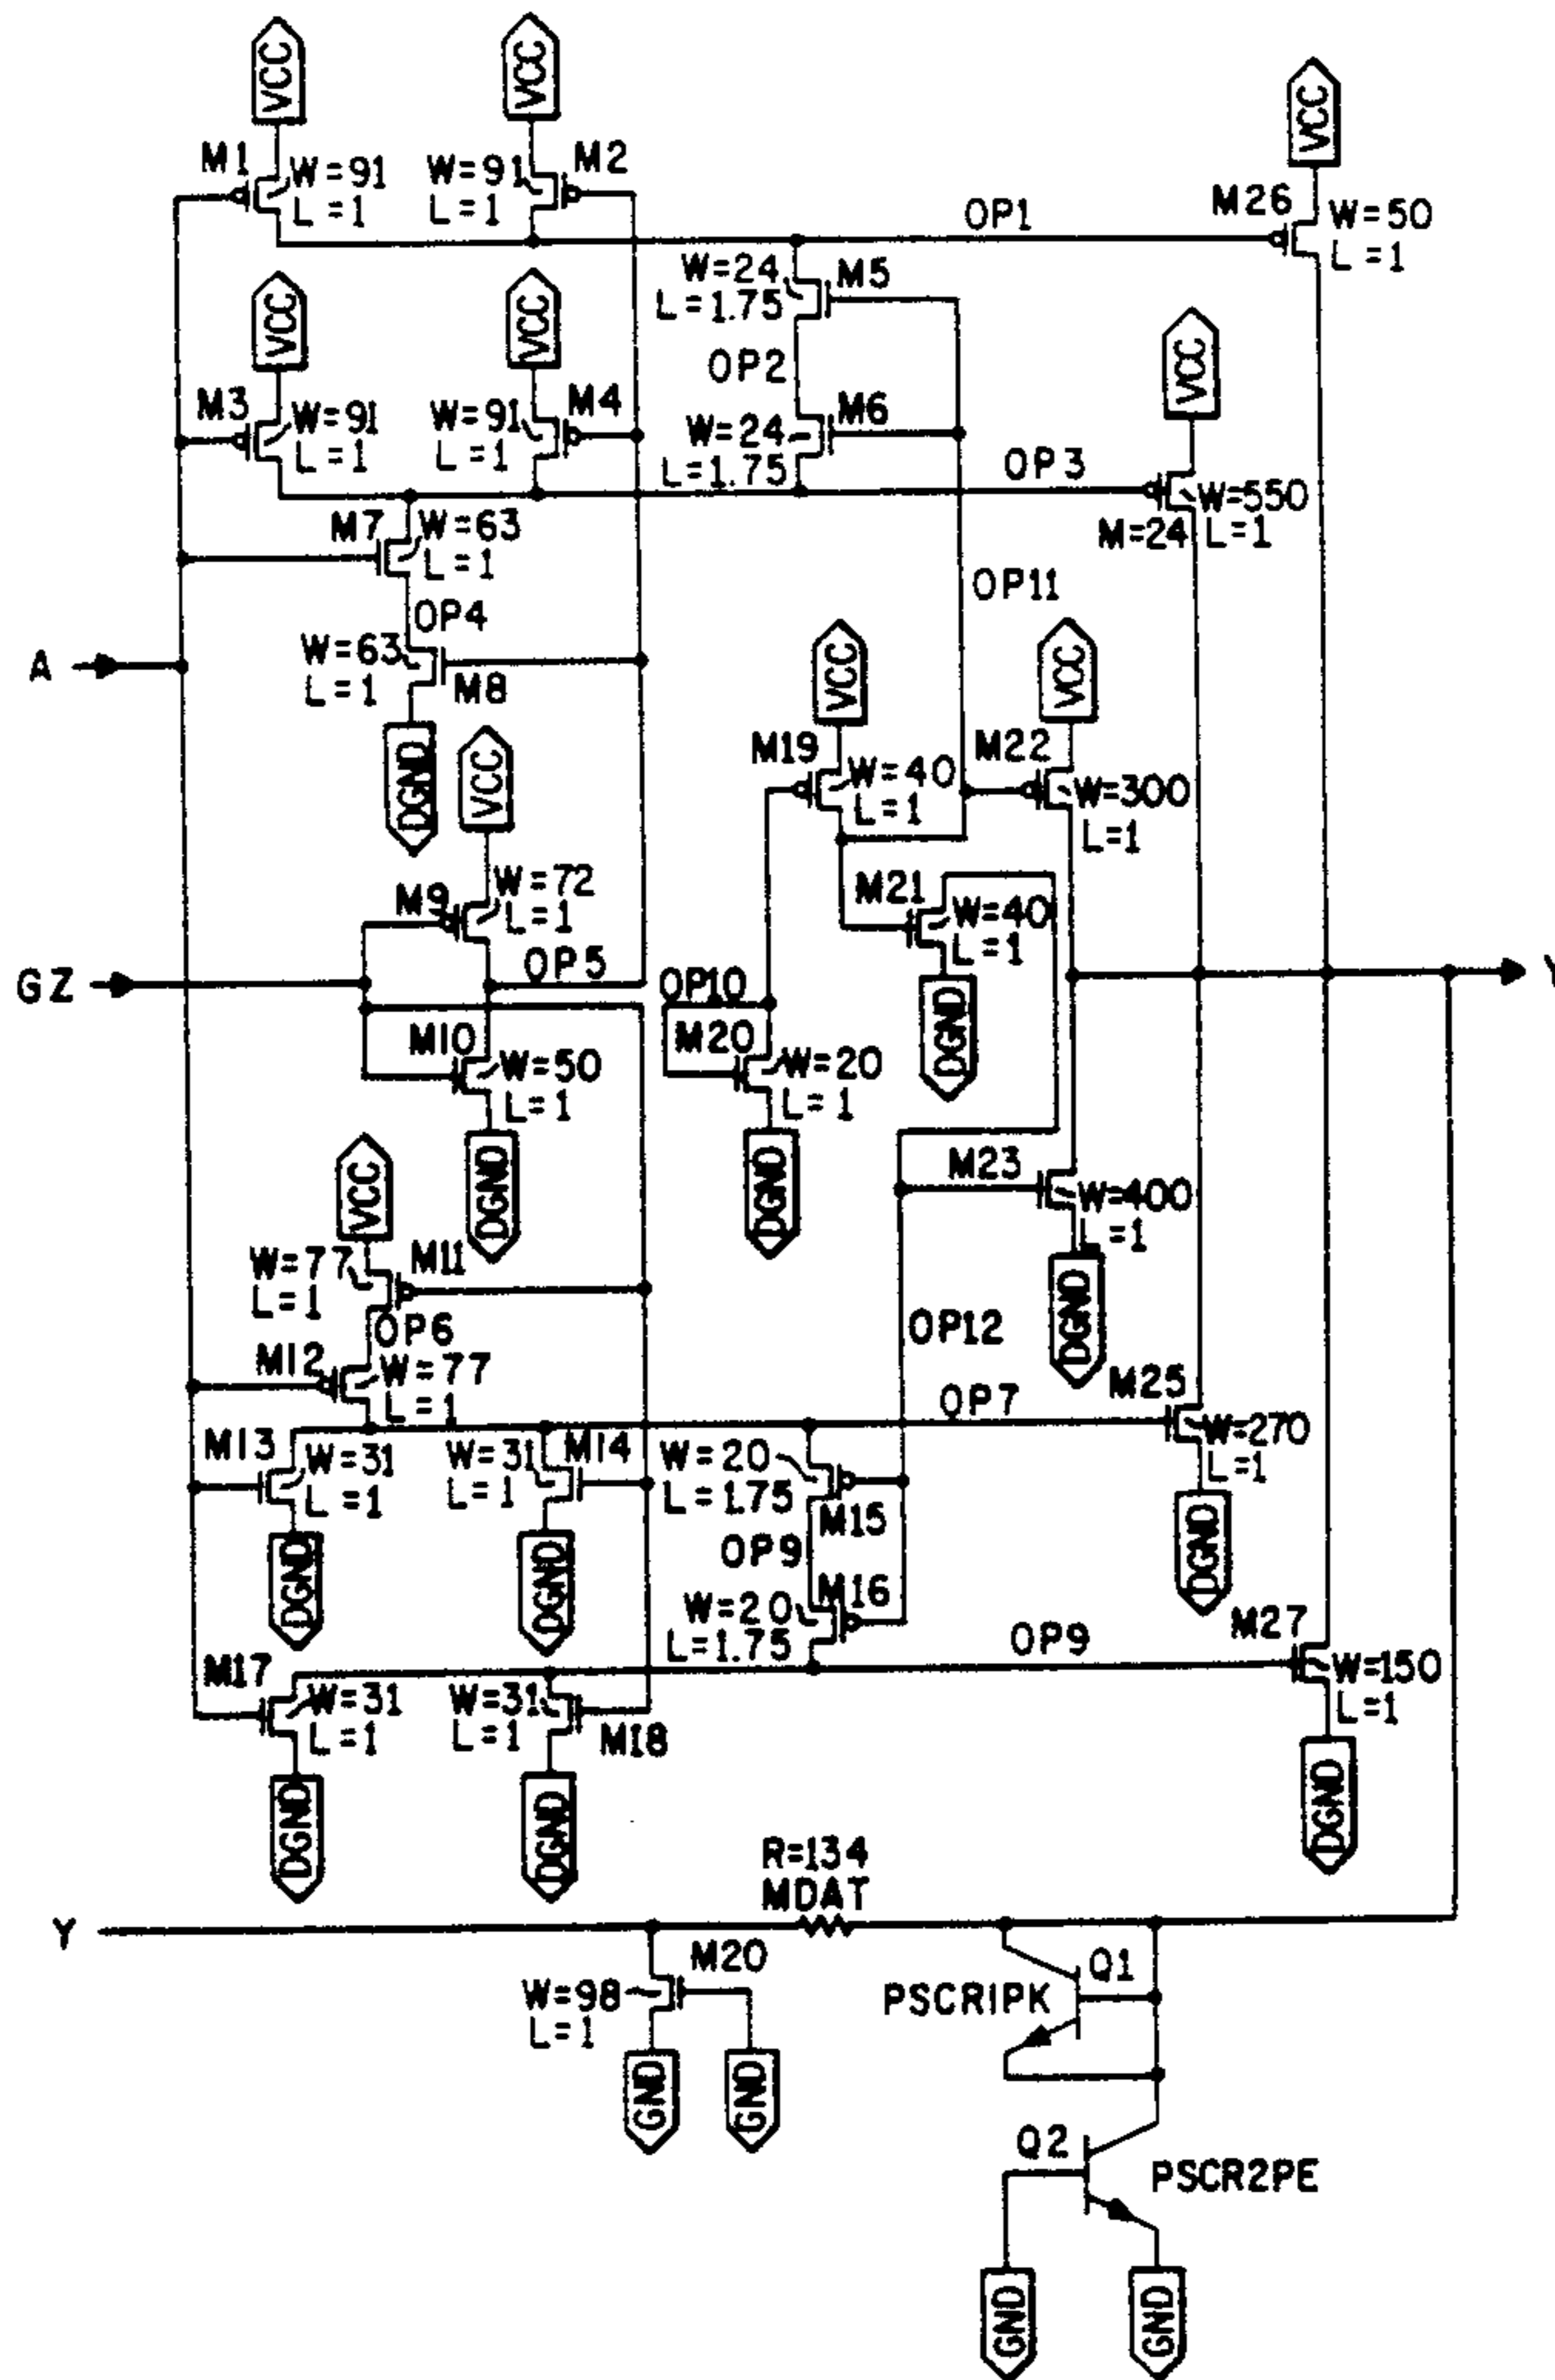 VCC
VCC
VCC
M1
W=91
L=1
W=91
L=1
M2
OP1
M26
W=50
L=1
VCC
VCC
W=24
L=1.75
M5
OP2
VCC
M3
W=91
L=1
W=91
L=1
M4
W=24
L=1.75
M6
OP3
M=24
W=550
L=1
M7
W=63
L=1
OP4
OP11
A
W=63
L=1
M8
DGND
VCC
VCC
VCC
M19
W=40
L=1
M22
W=300
L=1
M9
W=72
L=1
M21
W=40
L=1
GZ
OP5
OP10
DGND
Y
M10
W=50
L=1
M20
W=20
L=1
DGND
DGND
VCC
M23
W=400
L=1
DGND
W=77
L=1
M11
OP6
OP12
M12
W=77
L=1
OP7
M25
W=270
L=1
M13
W=31
L=1
W=31
L=1
M14
W=20
L=1.75
M15
OP9
DGND
DGND
DGND
W=20
L=1.75
M16
OP9
M27
W=150
L=1
M17
W=31
L=1
W=31
L=1
M18
DGND
DGND
DGND
R=134
MDAT
Y
M20
W=98
L=1
GND
GND
PSCR1PK
Q1
Q2
PSCR2PE
GND
GND